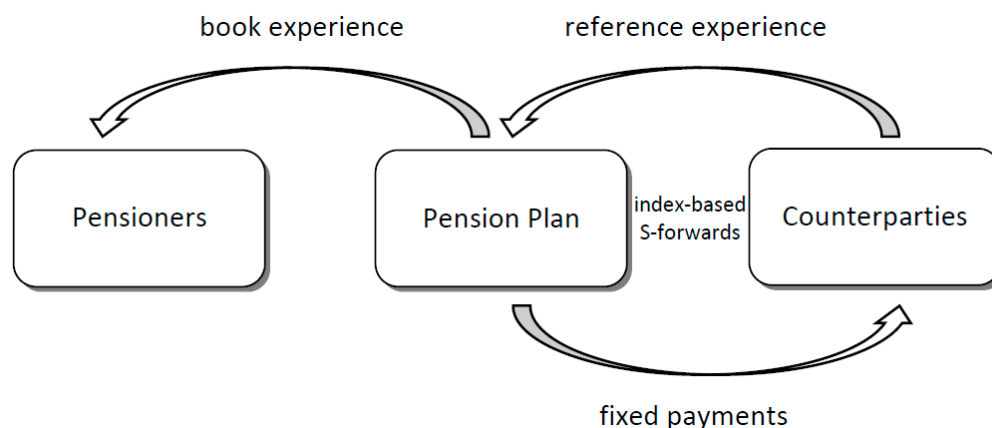 book experience
reference experience
Pensioners
Pension Plan
index-based
S-forwards
Counterparties
fixed payments